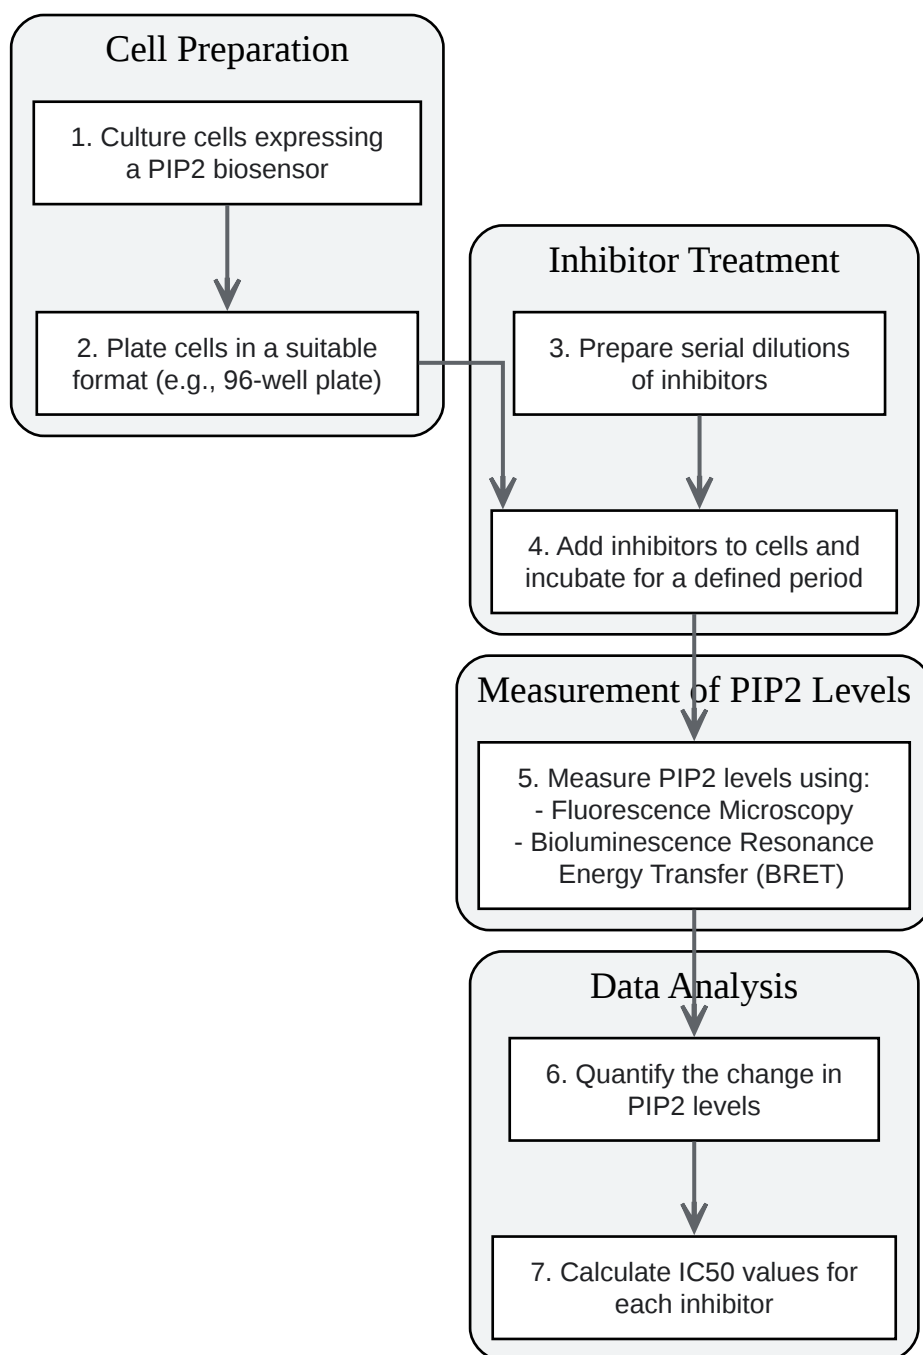 Cell Preparation
1. Culture cells expressing
a PIP2 biosensor
2. Plate cells in a suitable
format (e.g., 96-well plate)
Inhibitor Treatment
3. Prepare serial dilutions
of inhibitors
4. Add inhibitors to cells and
incubate for a defined period
Measurement of PIP2 Levels
5. Measure PIP2 levels using:
- Fluorescence Microscopy
- Bioluminescence Resonance
Energy Transfer (BRET)
Data Analysis
6. Quantify the change in
PIP2 levels
7. Calculate IC50 values for
each inhibitor